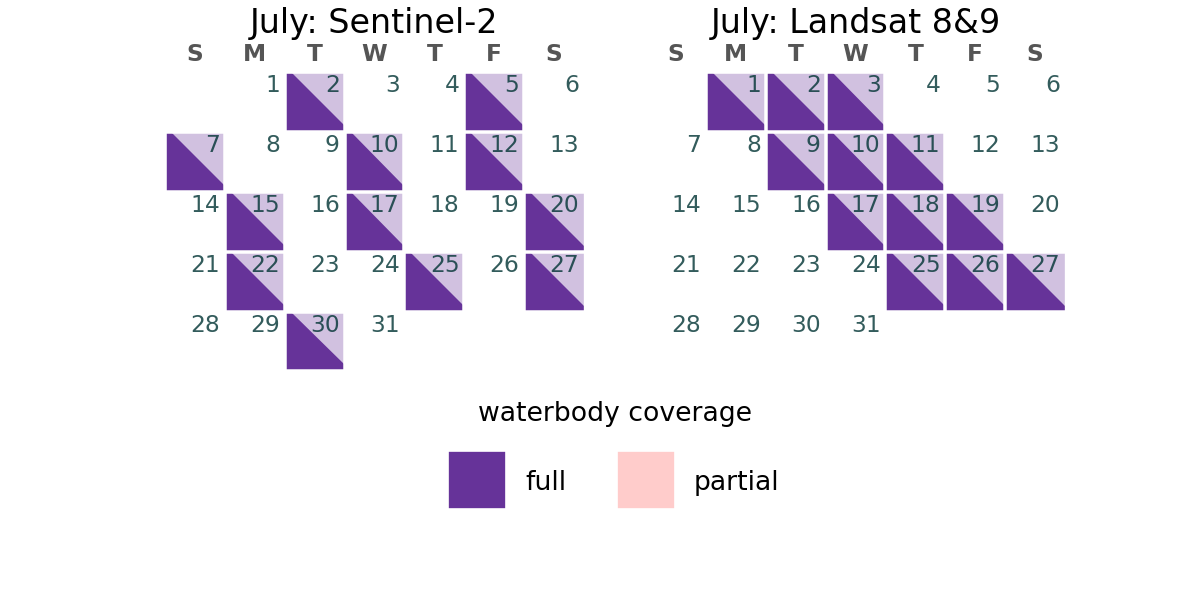 July: Sentinel-2
S M T W T F S
1 2 3 4 5 6
7 8 9 10 11 12 13
14 15 16 17 18 19 20
21 22 23 24 25 26 27
28 29 30 31
July: Landsat 8&9
S M T W T F S
1 2 3 4 5 6
7 8 9 10 11 12 13
14 15 16 17 18 19 20
21 22 23 24 25 26 27
28 29 30 31
waterbody coverage
full partial